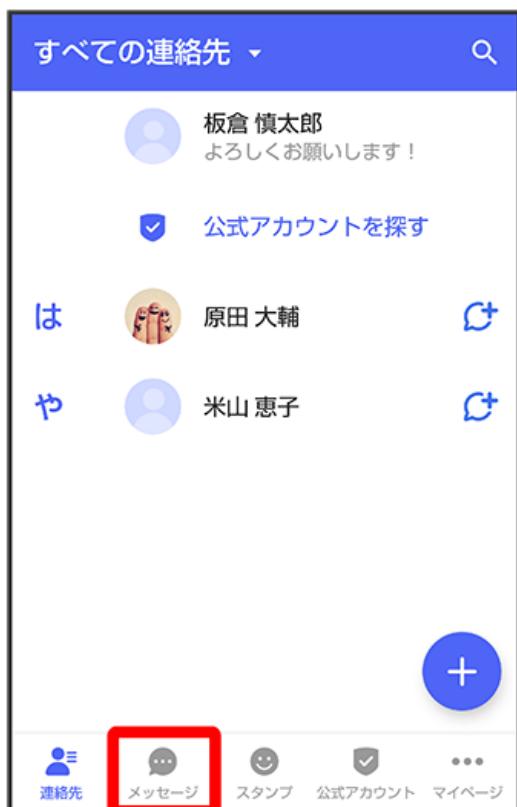 すべての連絡先
板倉 慎太郎
よろしくお願いします！
公式アカウントを探す
は
原田 大輔
や
米山 恵子
連絡先
メッセージ
スタンプ
公式アカウント
マイページ